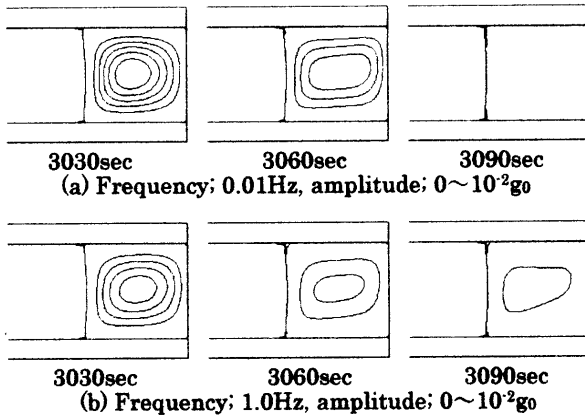 3030sec 3060sec 3090sec
(a) Frequency; 0.01Hz, amplitude; 0~10⁻²g₀
3030sec 3060sec 3090sec
(b) Frequency; 1.0Hz, amplitude; 0~10⁻²g₀